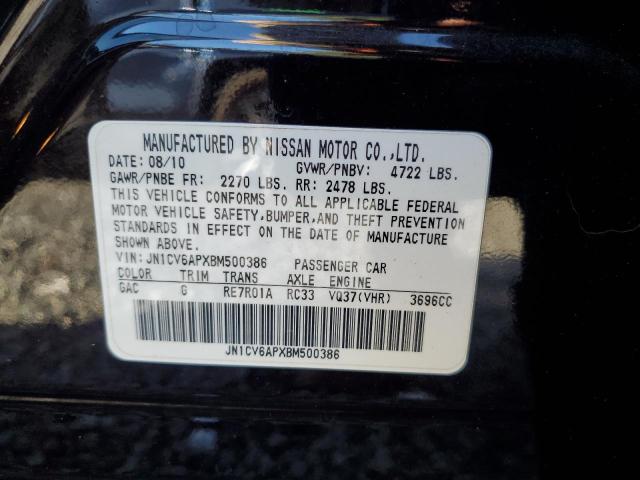 MANUFACTURED BY NISSAN MOTOR CO.,LTD.
DATE: 08/10 GVWR/PNBV: 4722 LBS.
GAWR/PNBE FR: 2270 LBS. RR: 2478 LBS.
THIS VEHICLE CONFORMS TO ALL APPLICABLE FEDERAL
MOTOR VEHICLE SAFETY,BUMPER,AND THEFT PREVENTION
STANDARDS IN EFFECT ON THE DATE OF MANUFACTURE
SHOWN ABOVE.
VIN: JN1CV6APXBM500386 PASSENGER CAR
COLOR TRIM TRANS AXLE ENGINE
GAC G RE7R01A RC33 VQ37(VHR) 3696CC
JN1CV6APXBM500386